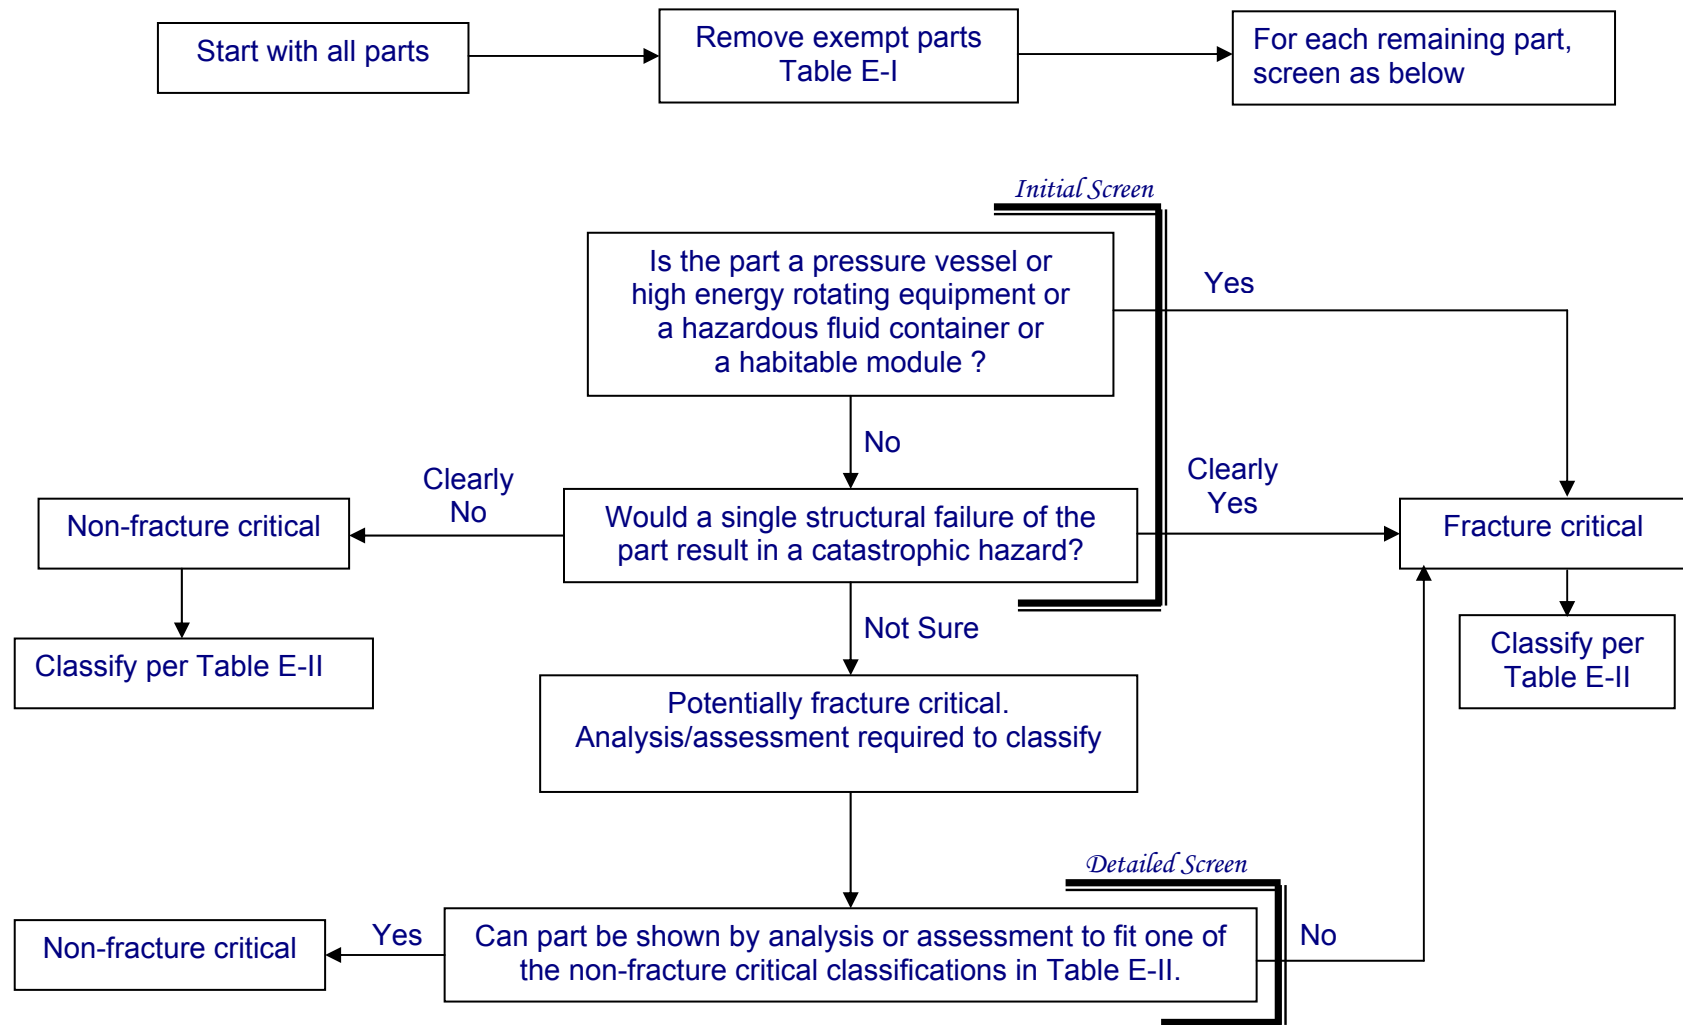 Start with all parts
Remove exempt parts
Table E-I
For each remaining part,
screen as below
Initial Screen
Is the part a pressure vessel or
high energy rotating equipment or
a hazardous fluid container or
a habitable module ?
Yes
No
Clearly
No
Clearly
Yes
Non-fracture critical
Would a single structural failure of the
part result in a catastrophic hazard?
Fracture critical
Not Sure
Classify per Table E-II
Classify per
Table E-II
Potentially fracture critical.
Analysis/assessment required to classify
Detailed Screen
Non-fracture critical
Yes
Can part be shown by analysis or assessment to fit one of
the non-fracture critical classifications in Table E-II.
No